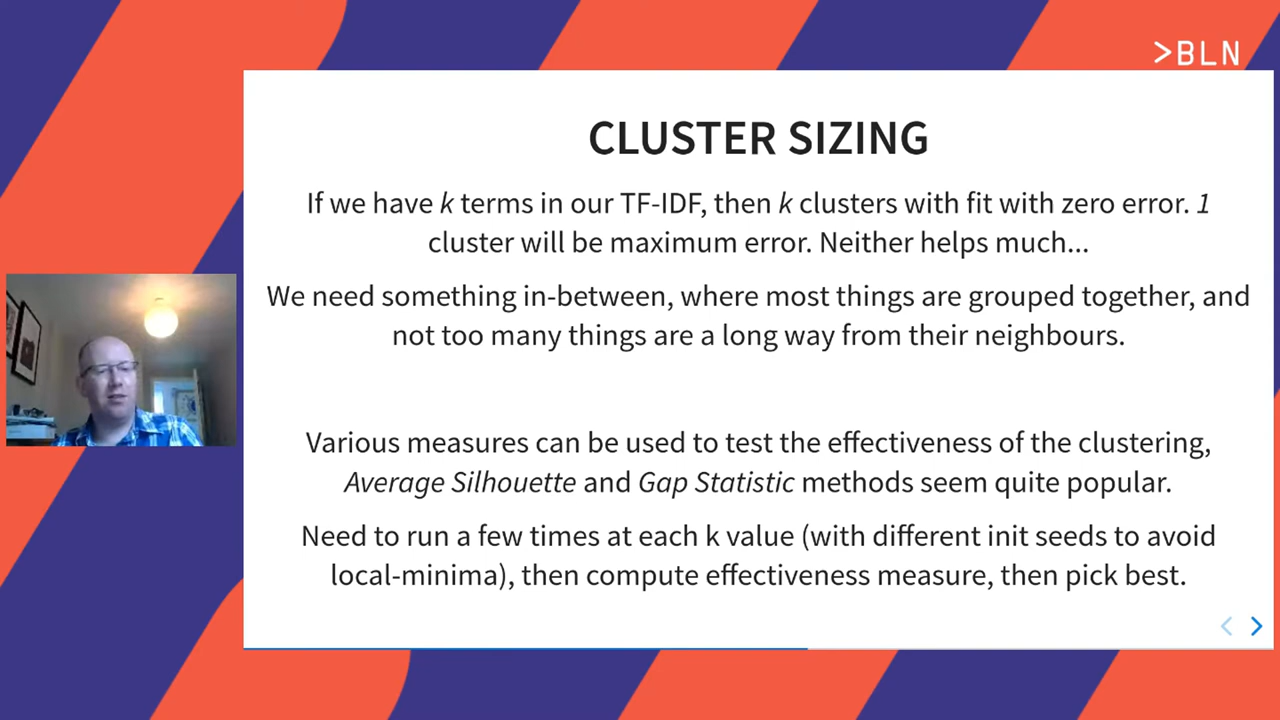 >BLN
CLUSTER SIZING
If we have k terms in our TF-IDF, then k clusters with fit with zero error. 1
cluster will be maximum error. Neither helps much...
We need something in-between, where most things are grouped together, and
not too many things are a long way from their neighbours.
Various measures can be used to test the effectiveness of the clustering,
Average Silhouette and Gap Statistic methods seem quite popular.
Need to run a few times at each k value (with different init seeds to avoid
local-minima), then compute effectiveness measure, then pick best.